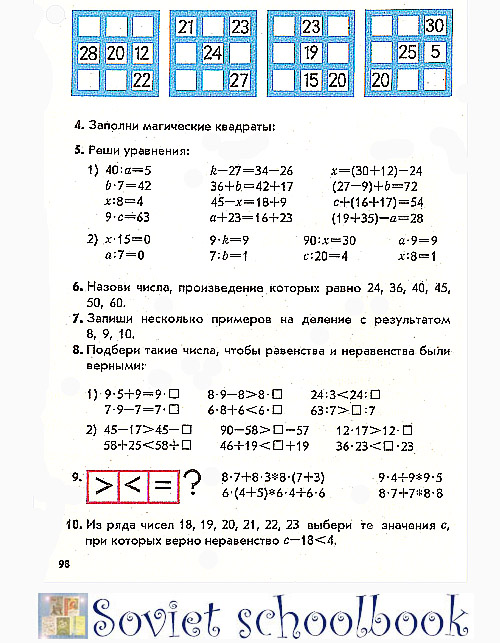 21 23 23 30
28 20 12 24 19 25 5
22 27 15 20 20
4. Заполни магические квадраты:
5. Реши уравнения:
1) 40:a=5 k−27=34−26 x=(30+12)−24
b·7=42 36+b=42+17 (27−9)+b=72
x:8=4 45−x=18+9 c+(16+17)=54
9·c=63 a+23=16+23 (19+35)−a=28
2) x·15=0 9·k=9 90:x=30 a·9=9
a:7=0 7:b=1 c:20=4 x:8=1
6. Назови числа, произведение которых равно 24, 36, 40, 45,
50, 60.
7. Запиши несколько примеров на деление с результатом
8, 9, 10.
8. Подбери такие числа, чтобы равенства и неравенства были
верными:
1) 9·5+9=9·□ 8·9−8>8·□ 24:3<24:□
7·9−7=7·□ 6·8+6<6·□ 63:7>□:7
2) 45−17>45−□ 90−58>□−57 12·17>12·□
58+25<58+□ 46+19<□+19 36·23<□·23
9. > < = ? 8·7+8·3*8·(7+3) 9·4+9*9·5
6·(4+5)*6·4+6·6 8·7+7*8·8
10. Из ряда чисел 18, 19, 20, 21, 22, 23 выбери те значения c,
при которых верно неравенство c−18<4.
98
Soviet schoolbook